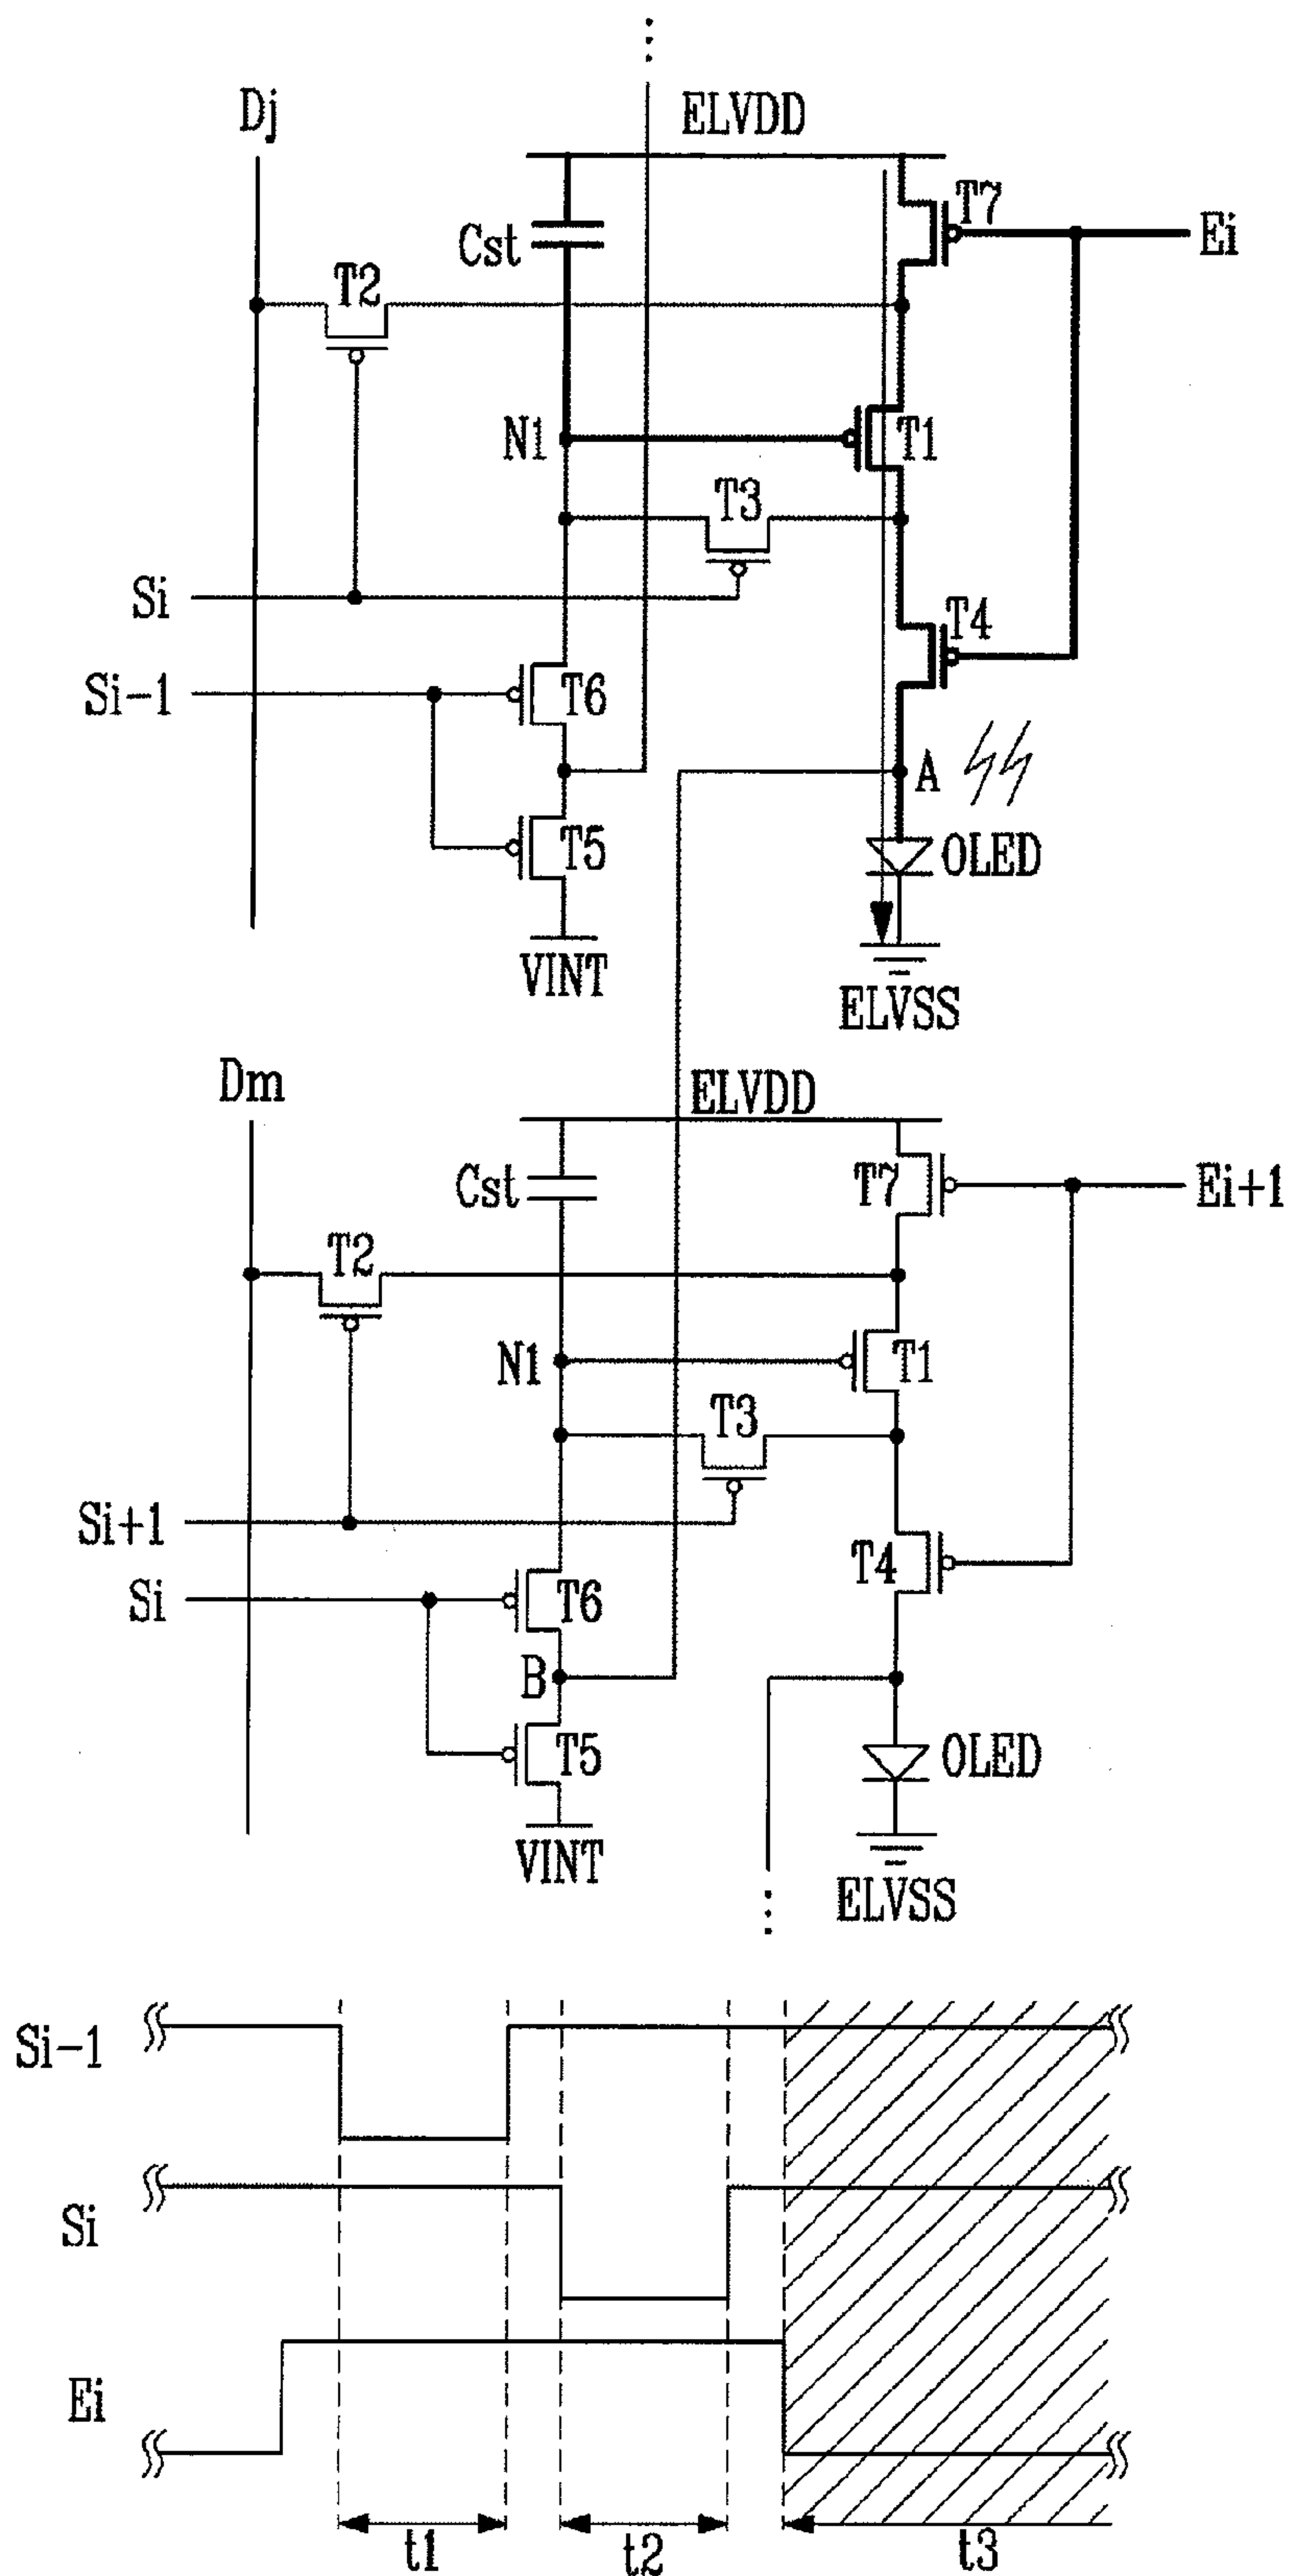 Dj
ELVDD
T7
Ei
Cst
T2
N1
T1
T3
Si
T4
Si-1
T6
A
T5
OLED
VINT
ELVSS
Dm
ELVDD
Cst
T7
Ei+1
T2
N1
T1
T3
Si+1
T4
Si
T6
B
T5
OLED
VINT
ELVSS
Si-1
Si
Ei
t1
t2
t3